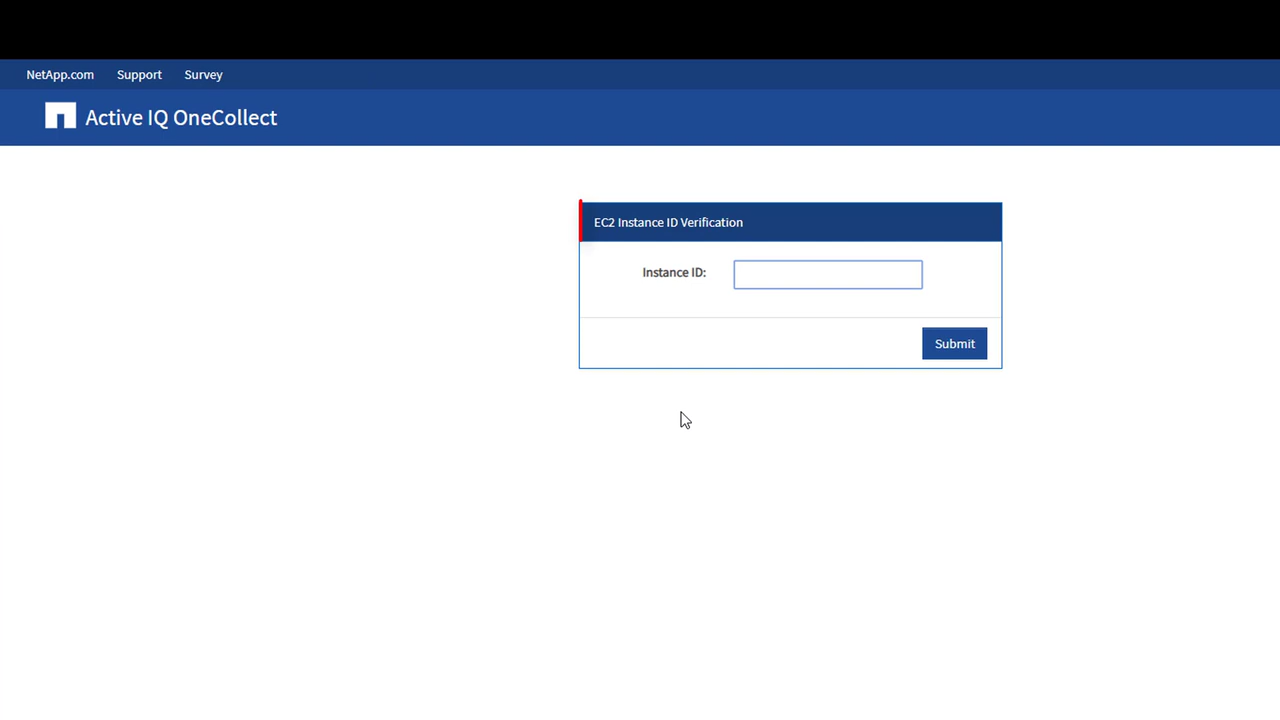 NetApp.com Support Survey
Active IQ OneCollect
EC2 Instance ID Verification
Instance ID:
Submit